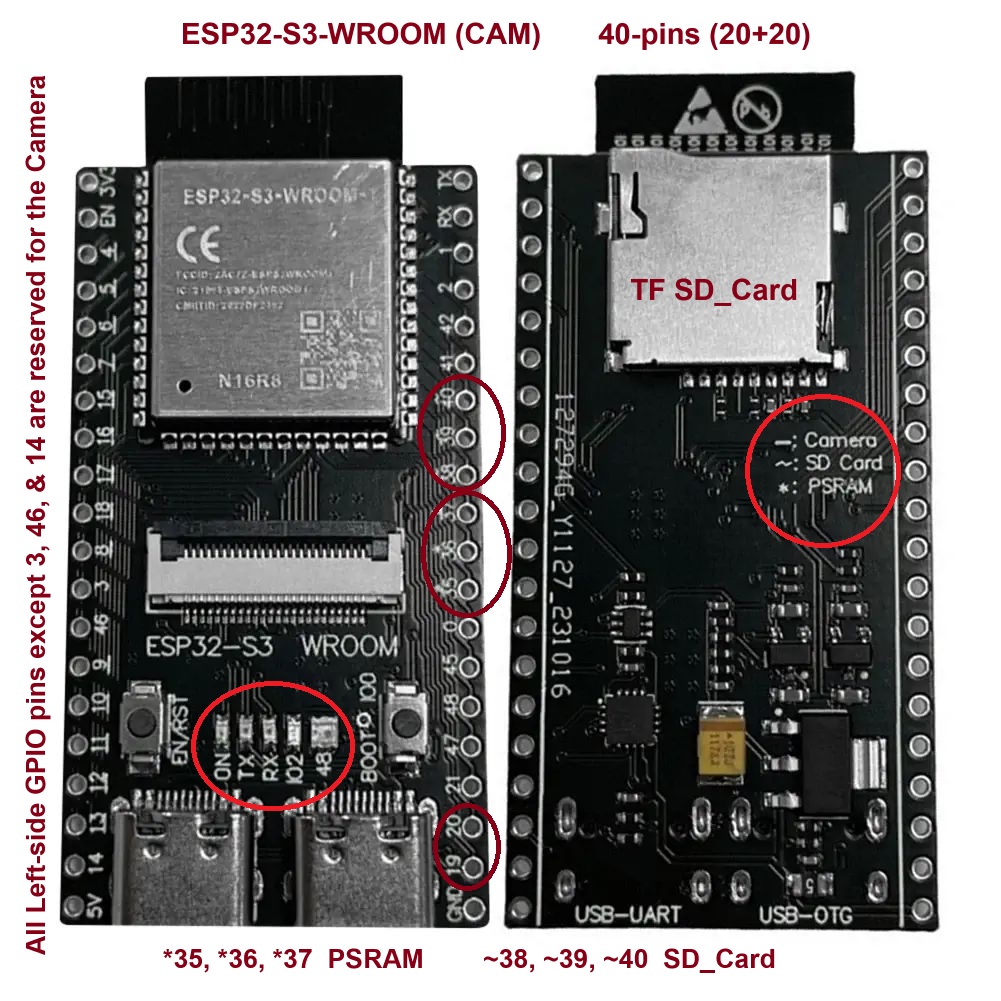 ESP32-S3-WROOM (CAM) 40-pins (20+20)
All Left-side GPIO pins except 3, 46, & 14 are reserved for the Camera
3V3
EN
4
5
6
7
15
16
17
18
8
3
46
9
10
11
12
13
14
5V
ESP32-S3-WROOM-1
CE
N16R8
TX
RX
1
2
42
41
40
39
38
37
36
35
0
45
48
47
21
20
19
GND
ESP32-S3 WROOM
EN/RST
ON
TX
RX
IO2
48
BOOT
IO0
TF SD_Card
—: Camera
~: SD Card
*: PSRAM
1772940_Y1127_231016
USB-UART
USB-OTG
*35, *36, *37 PSRAM ~38, ~39, ~40 SD_Card